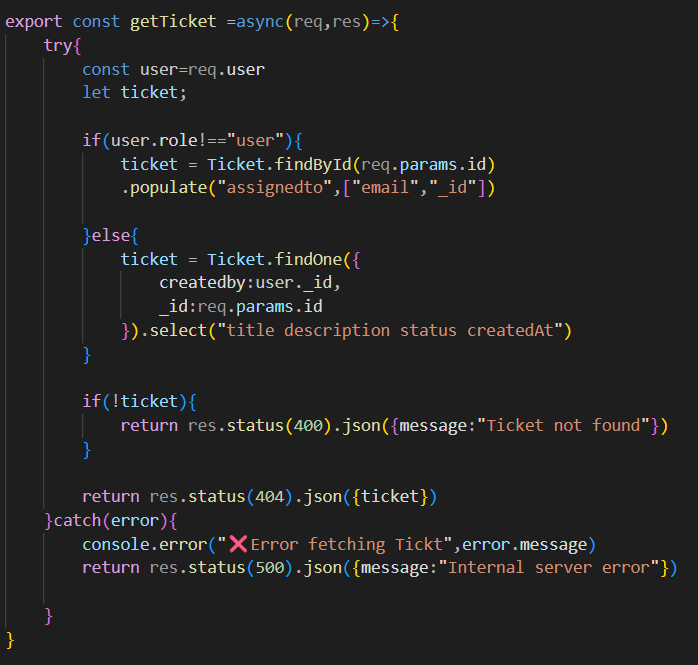 export const getTicket =async(req,res)=>{
    try{
        const user=req.user
        let ticket;

        if(user.role!=="user"){
            ticket = Ticket.findById(req.params.id)
            .populate("assignedto",["email","_id"])

        }else{
            ticket = Ticket.findOne({
                createdby:user._id,
                _id:req.params.id
            }).select("title description status createdAt")
        }

        if(!ticket){
            return res.status(400).json({message:"Ticket not found"})
        }

        return res.status(404).json({ticket})
    }catch(error){
        console.error("❌Error fetching Tickt",error.message)
        return res.status(500).json({message:"Internal server error"})

    }
}